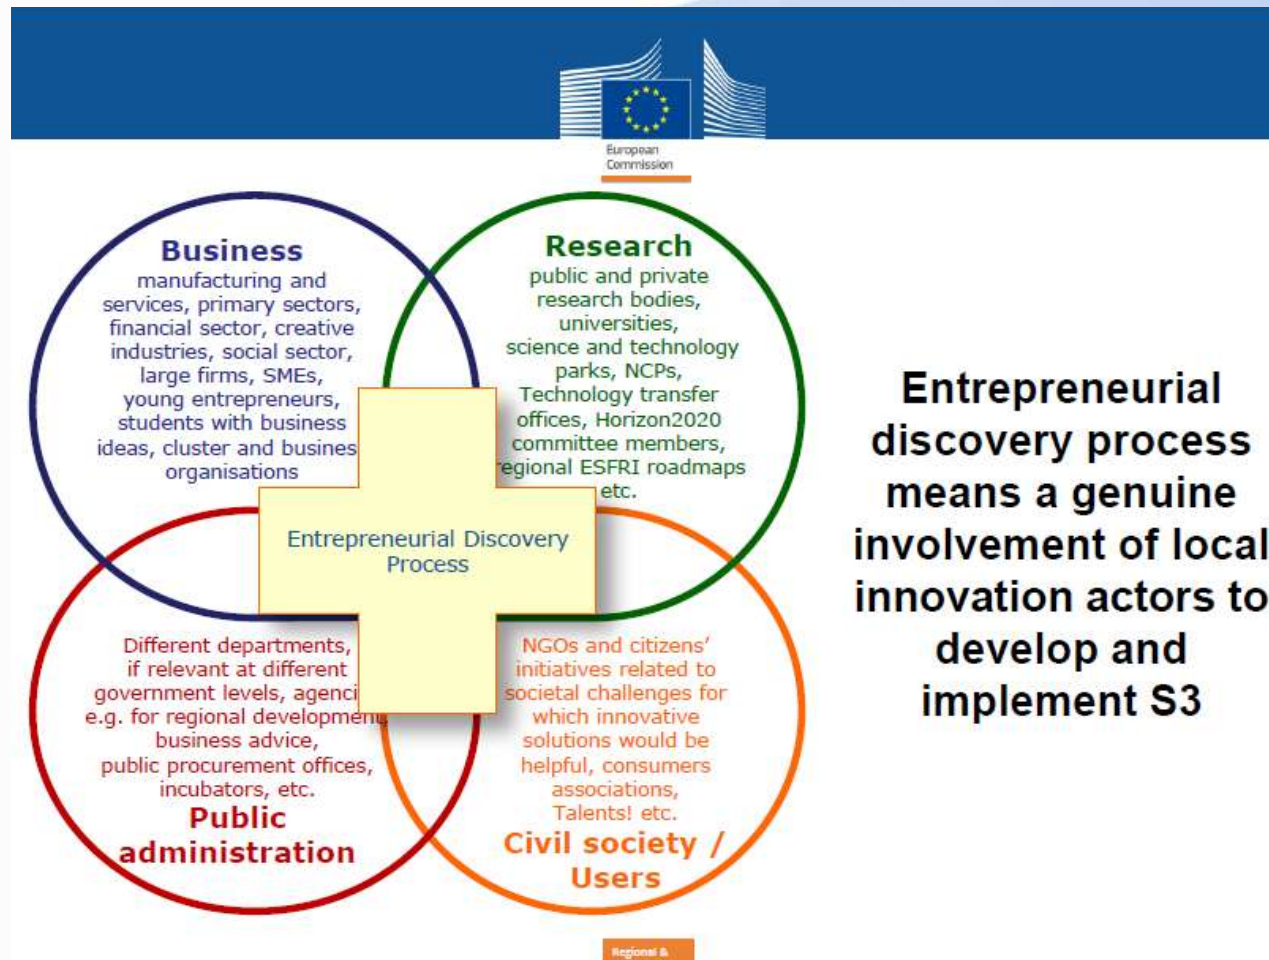 European
Commission
Business
manufacturing and
services, primary sectors,
financial sector, creative
industries, social sector,
large firms, SMEs,
young entrepreneurs,
students with business
ideas, cluster and busines
organisations
Research
public and private
research bodies,
universities,
science and technology
parks, NCPs,
Technology transfer
offices, Horizon2020
committee members,
egional ESFRI roadmaps
etc.
Entrepreneurial Discovery
Process
Different departments,
if relevant at different
government levels, agenci
e.g. for regional development,
business advice,
public procurement offices,
incubators, etc.
Public
administration
NGOs and citizens’
initiatives related to
societal challenges for
which innovative
solutions would be
helpful, consumers
associations,
Talents! etc.
Civil society /
Users
Entrepreneurial
discovery process
means a genuine
involvement of local
innovation actors to
develop and
implement S3
Regional &